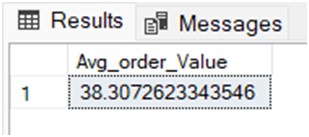 Results Messages
Avg_order_Value
1 38.3072623343546